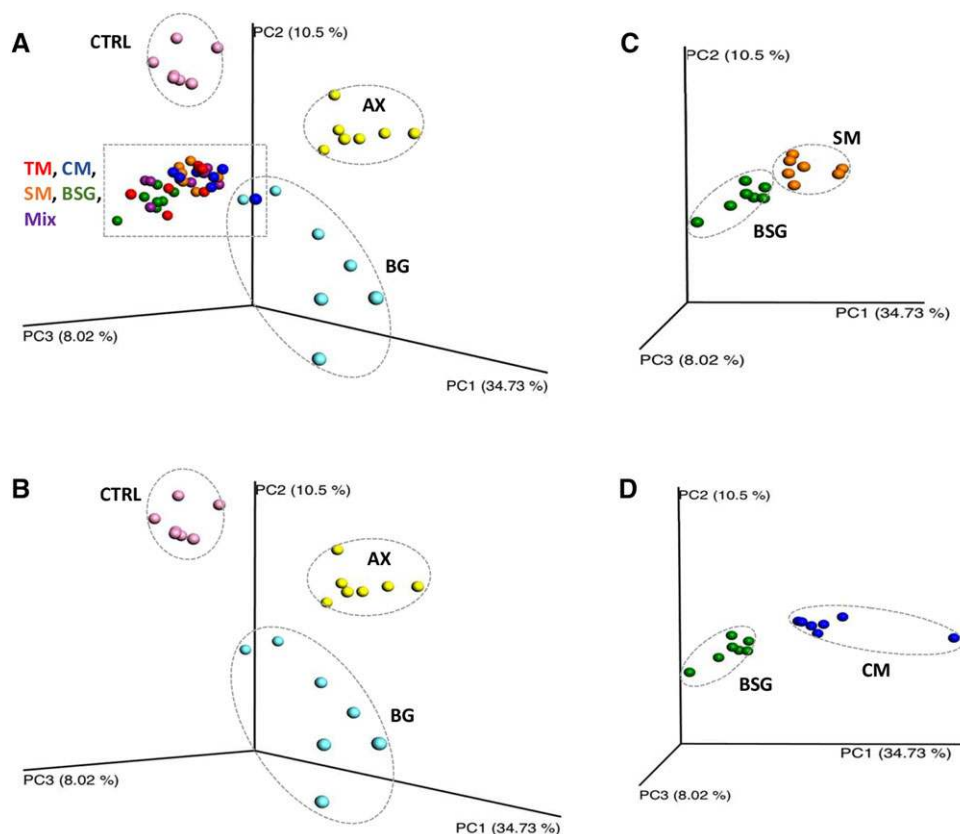 A
CTRL
PC2 (10.5 %)
AX
TM, CM,
SM, BSG,
Mix
BG
PC3 (8.02 %)
PC1 (34.73 %)
C
PC2 (10.5 %)
SM
BSG
PC1 (34.73 %)
PC3 (8.02 %)
B
CTRL
PC2 (10.5 %)
AX
BG
PC3 (8.02 %)
PC1 (34.73 %)
D
PC2 (10.5 %)
BSG
CM
PC1 (34.73 %)
PC3 (8.02 %)